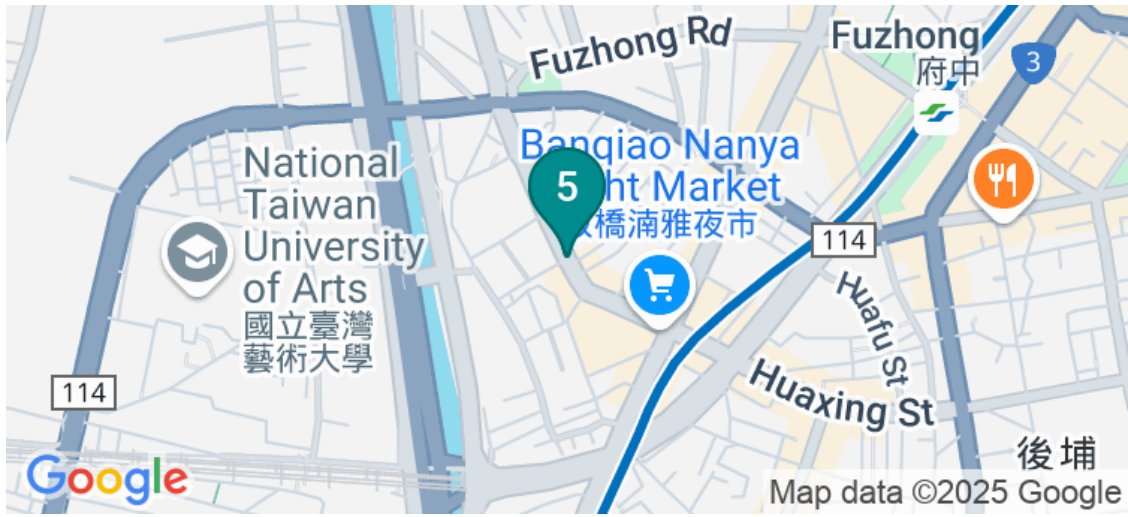 Fuzhong Rd
Fuzhong
府中
3
Banqiao Nanya
ht Market
橋湳雅夜市
5
National
Taiwan
University
of Arts
國立臺灣
藝術大學
114
Huafu St
114
Huaxing St
後埔
Google
Map data ©2025 Google